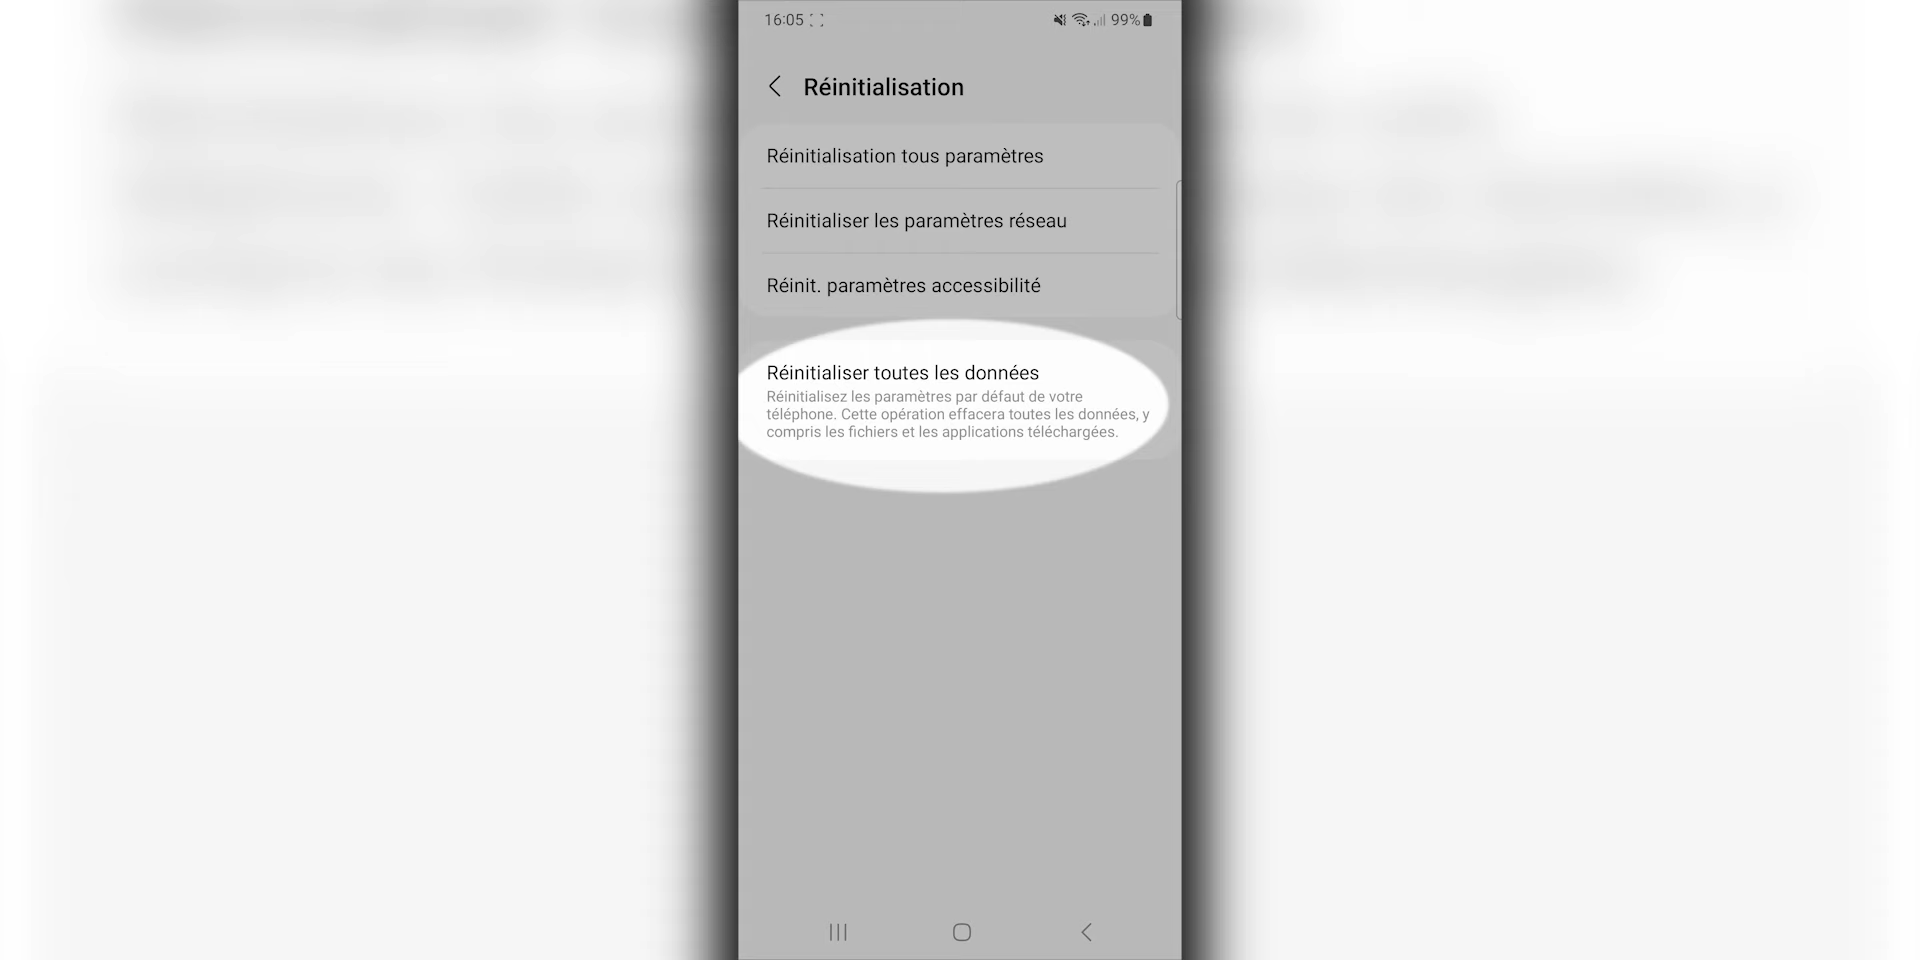 16:05 99%
Réinitialisation
Réinitialisation tous paramètres
Réinitialiser les paramètres réseau
Réinit. paramètres accessibilité
Réinitialiser toutes les données
Réinitialisez les paramètres par défaut de votre
téléphone. Cette opération effacera toutes les données, y
compris les fichiers et les applications téléchargées.